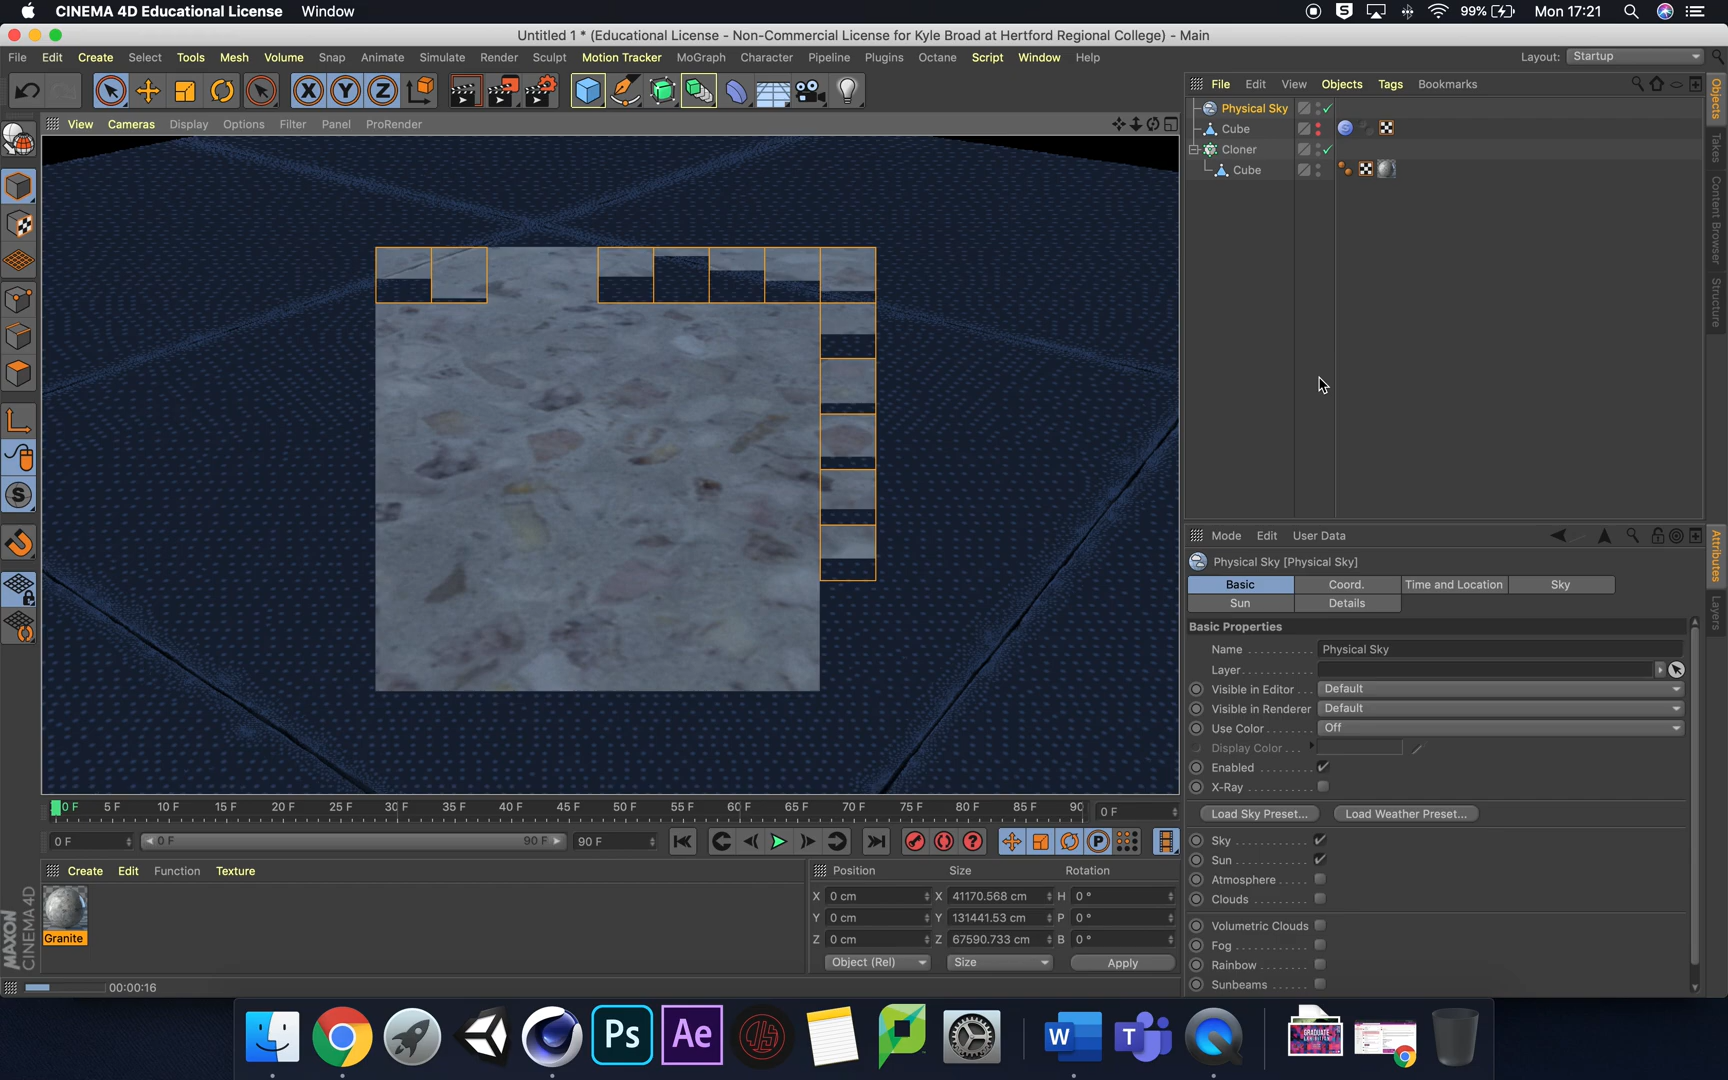 CINEMA 4D Educational License Window
99% Mon 17:21
Untitled 1 * (Educational License - Non-Commercial License for Kyle Broad at Hertford Regional College) - Main
File Edit Create Select Tools Mesh Volume Snap Animate Simulate Render Sculpt Motion Tracker MoGraph Character Pipeline Plugins Octane Script Window Help
Layout: Startup
X Y Z
View Cameras Display Options Filter Panel ProRender
File Edit View Objects Tags Bookmarks
Physical Sky
Cube
Cloner
Cube
Objects
Takes
Content Browser
Structure
Mode Edit User Data
Physical Sky [Physical Sky]
Basic Coord. Time and Location Sky
Sun Details
Basic Properties
Name Physical Sky
Layer
Visible in Editor Default
Visible in Renderer Default
Use Color Off
Display Color
Enabled
X-Ray
Load Sky Preset... Load Weather Preset...
Sky
Sun
Atmosphere
Clouds
Volumetric Clouds
Fog
Rainbow
Sunbeams
Attributes
Layers
0 F 5 F 10 F 15 F 20 F 25 F 30 F 35 F 40 F 45 F 50 F 55 F 60 F 65 F 70 F 75 F 80 F 85 F 90 0 F
0 F 0 F 90 F 90 F
Create Edit Function Texture
Granite
Position Size Rotation
X 0 cm X 41170.568 cm H 0 °
Y 0 cm Y 131441.53 cm P 0 °
Z 0 cm Z 67590.733 cm B 0 °
Object (Rel) Size Apply
MAXON
CINEMA 4D
00:00:16
Ps Ae W T
GRADUATE